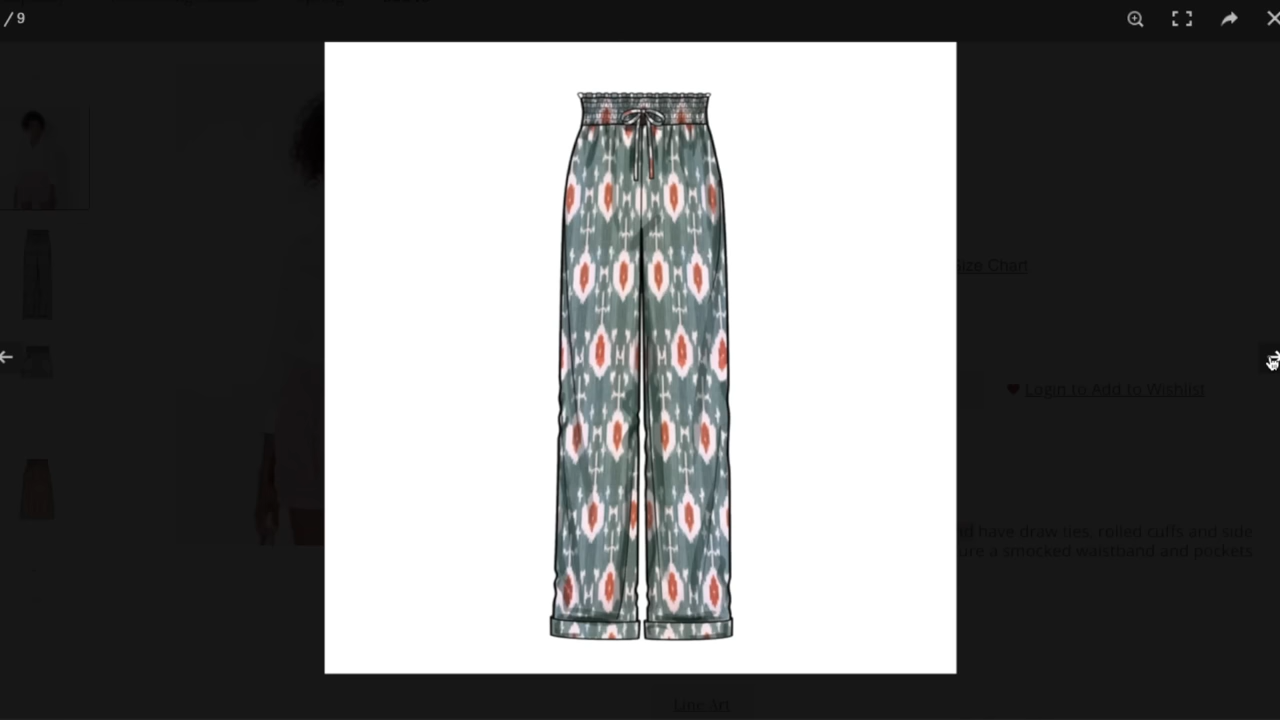 / 9
Size Chart
Login to Add to Wishlist
have draw ties, rolled cuffs and side
ure a smocked waistband and pockets
Line Art